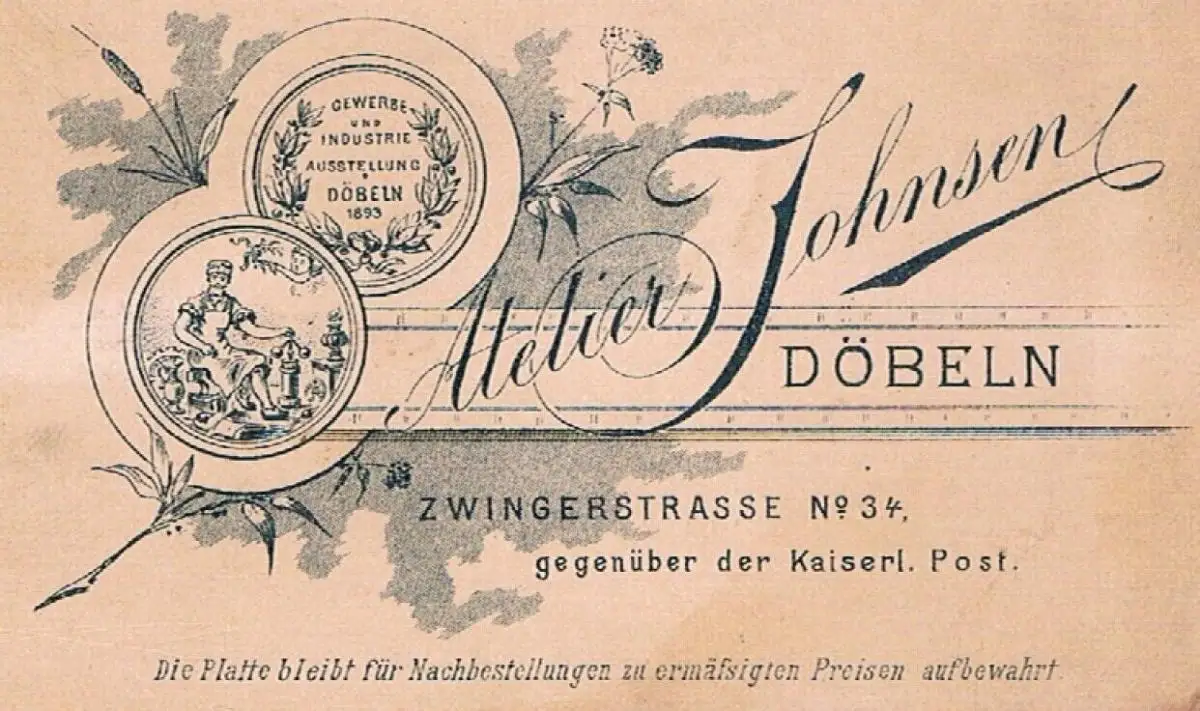 GEWERBE
UND
INDUSTRIE
AUSSTELLUNG
DÖBELN
1893
Atelier Johnsen
DÖBELN
ZWINGERSTRASSE Nº 34,
gegenüber der Kaiserl. Post.
Die Platte bleibt für Nachbestellungen zu ermäfsigten Preisen aufbewahrt.